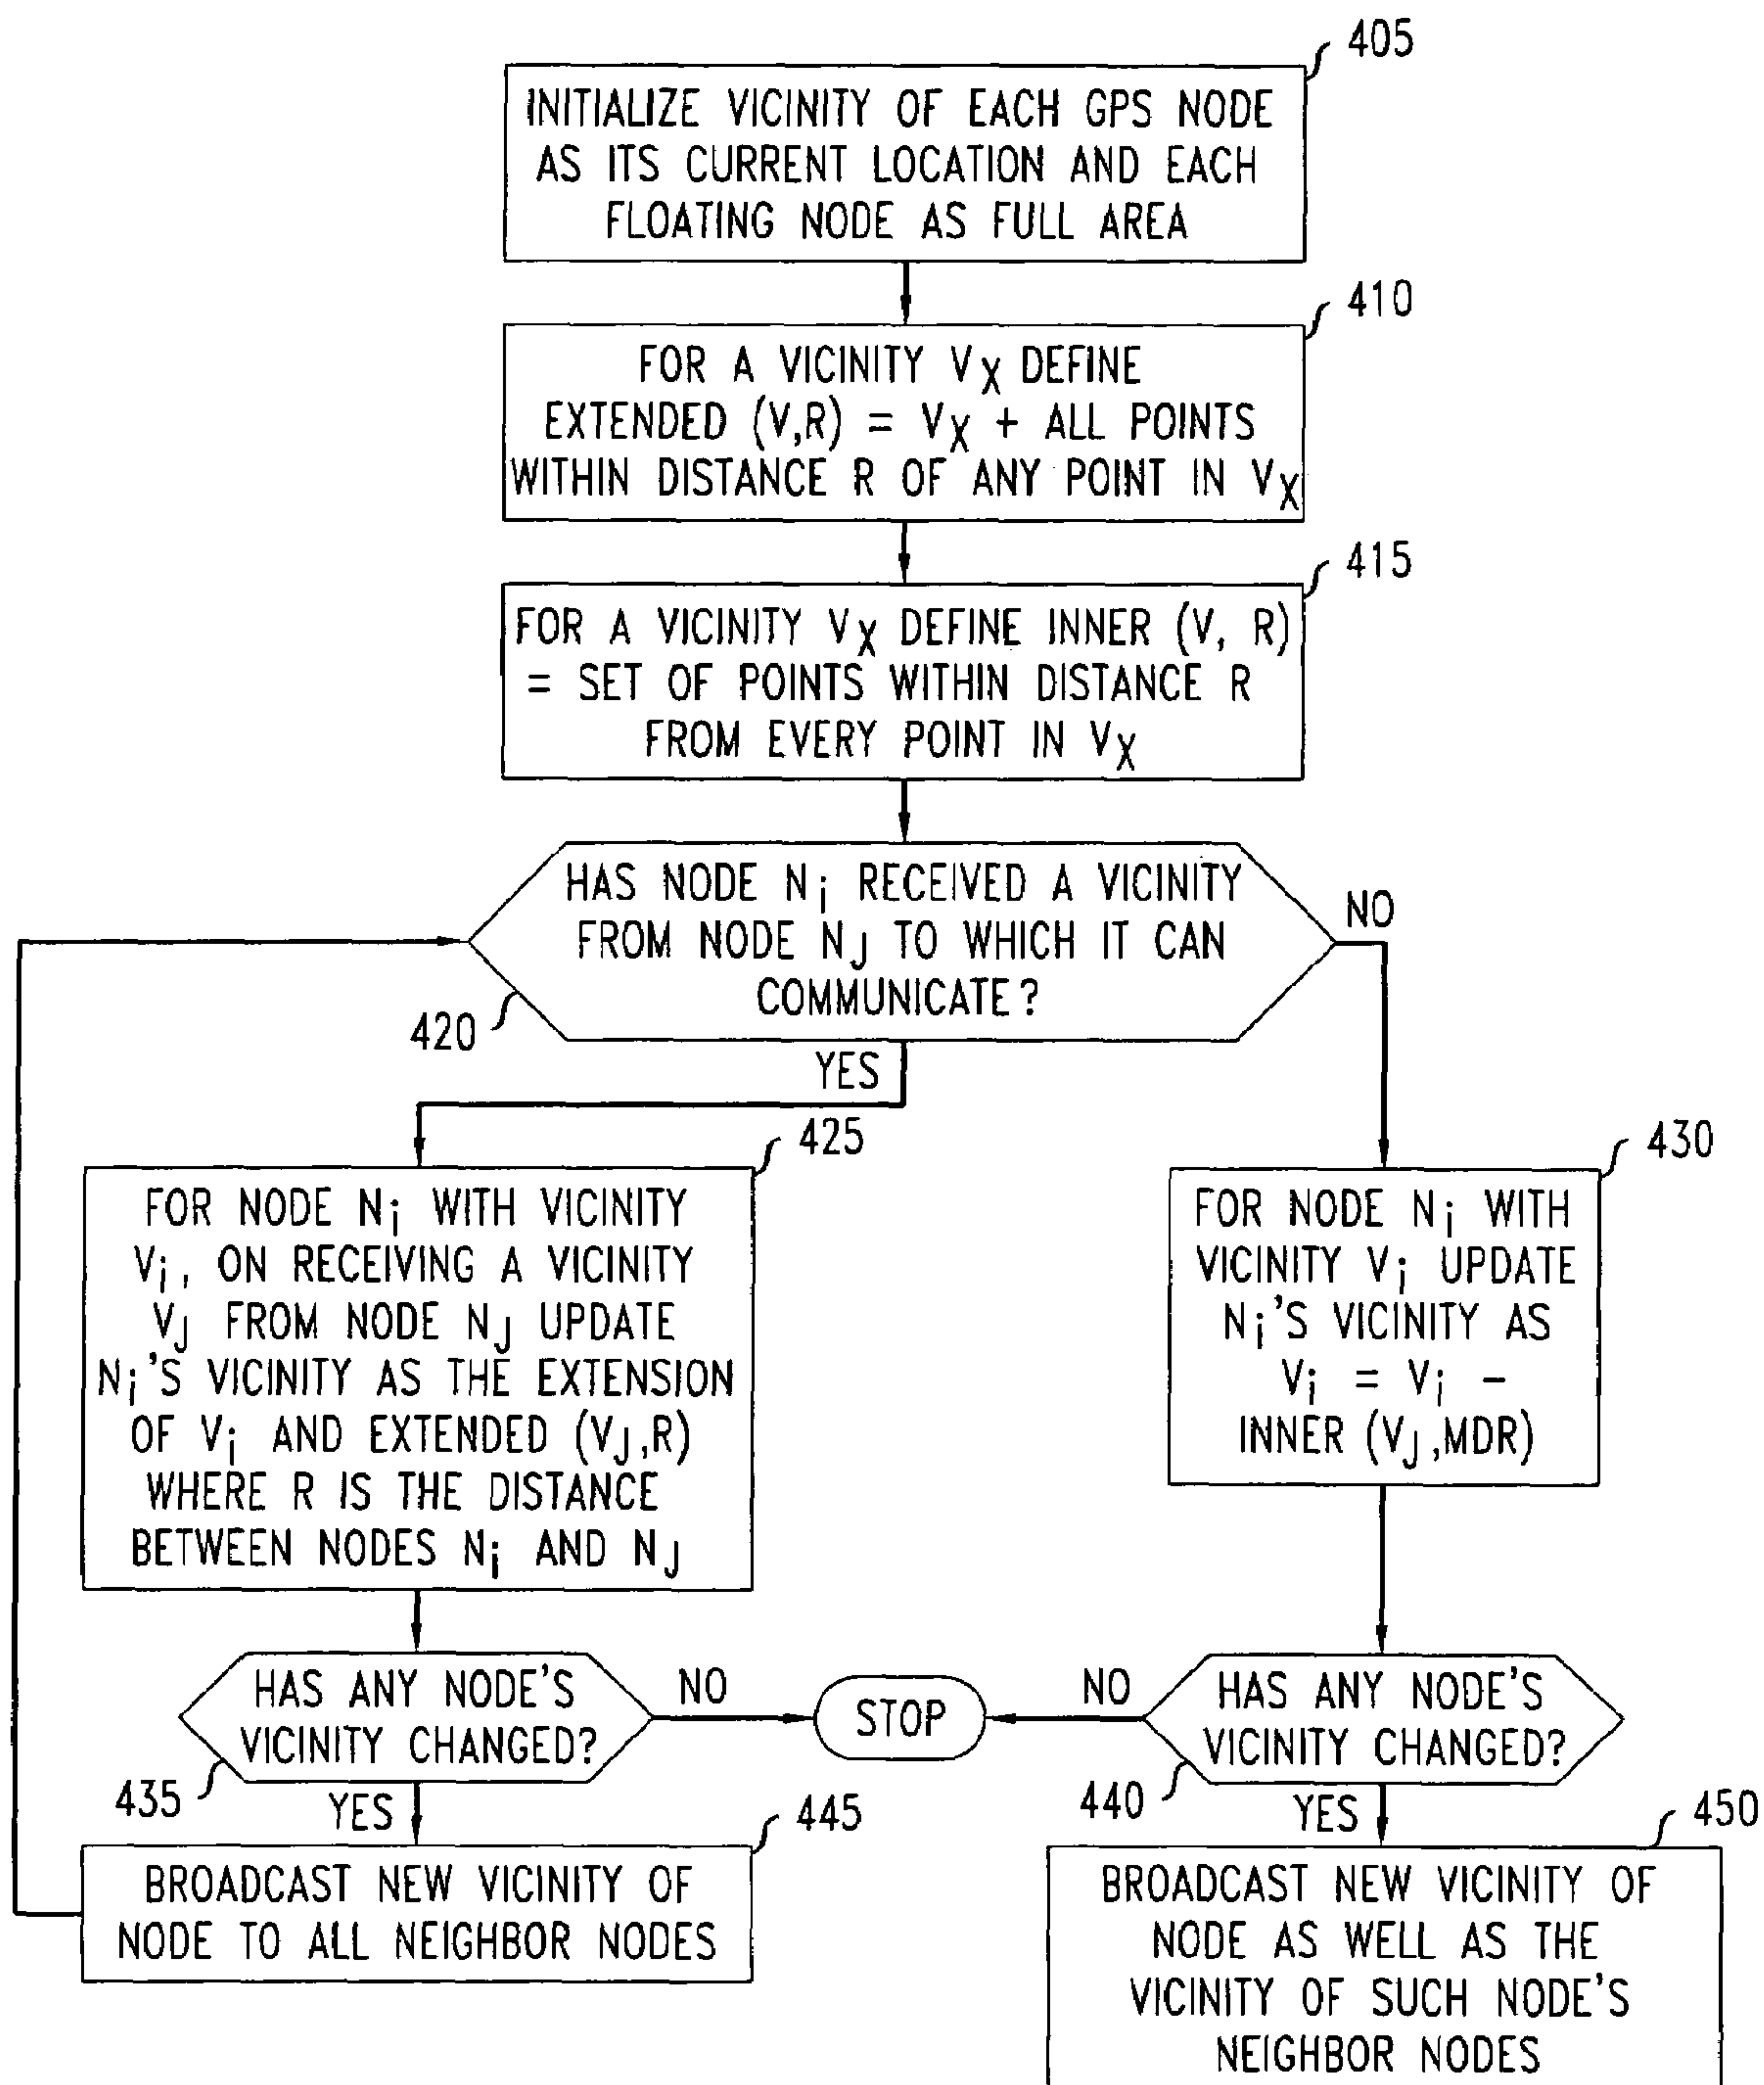 405
INITIALIZE VICINITY OF EACH GPS NODE
AS ITS CURRENT LOCATION AND EACH
FLOATING NODE AS FULL AREA
410
FOR A VICINITY VX DEFINE
EXTENDED (V,R) = VX + ALL POINTS
WITHIN DISTANCE R OF ANY POINT IN VX
415
FOR A VICINITY VX DEFINE INNER (V, R)
= SET OF POINTS WITHIN DISTANCE R
FROM EVERY POINT IN VX
HAS NODE Ni RECEIVED A VICINITY
FROM NODE NJ TO WHICH IT CAN
COMMUNICATE?
420
NO
YES
425
FOR NODE Ni WITH VICINITY
Vi, ON RECEIVING A VICINITY
VJ FROM NODE NJ UPDATE
Ni'S VICINITY AS THE EXTENSION
OF Vi AND EXTENDED (VJ,R)
WHERE R IS THE DISTANCE
BETWEEN NODES Ni AND NJ
430
FOR NODE Ni WITH
VICINITY Vi UPDATE
Ni'S VICINITY AS
Vi = Vi -
INNER (VJ,MDR)
HAS ANY NODE'S
VICINITY CHANGED?
435
NO
STOP
NO
HAS ANY NODE'S
VICINITY CHANGED?
440
YES
445
BROADCAST NEW VICINITY OF
NODE TO ALL NEIGHBOR NODES
YES
450
BROADCAST NEW VICINITY OF
NODE AS WELL AS THE
VICINITY OF SUCH NODE'S
NEIGHBOR NODES